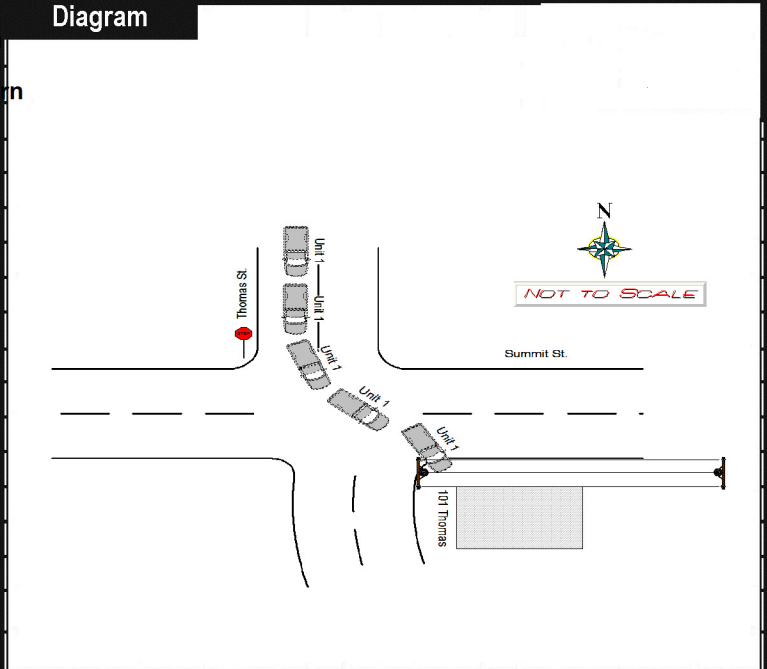 Diagram
rn
N
NOT TO SCALE
Unit 1
Unit 1
Unit 1
Unit 1
Unit 1
Thomas St.
STOP
Summit St.
101 Thomas